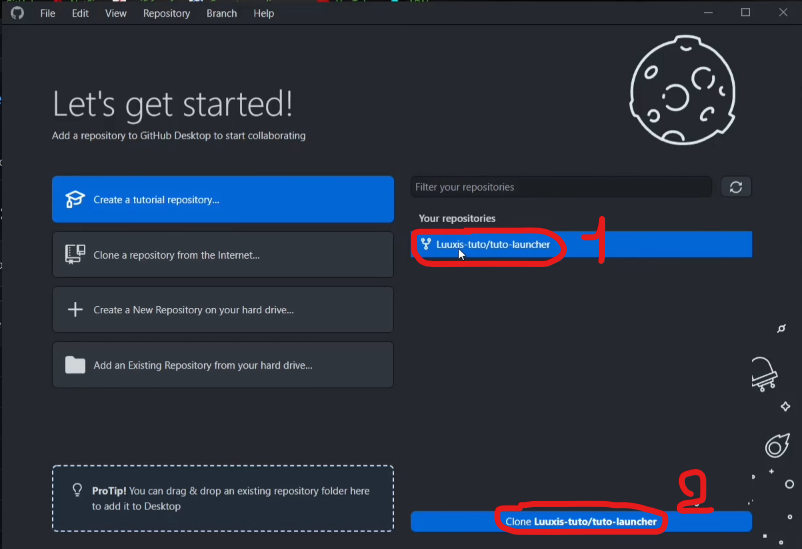 File Edit View Repository Branch Help
Let's get started!
Add a repository to GitHub Desktop to start collaborating
Create a tutorial repository...
Clone a repository from the Internet...
Create a New Repository on your hard drive...
Add an Existing Repository from your hard drive...
ProTip! You can drag & drop an existing repository folder here
to add it to Desktop
Filter your repositories
Your repositories
Luuxis-tuto/tuto-launcher
1
2
Clone Luuxis-tuto/tuto-launcher